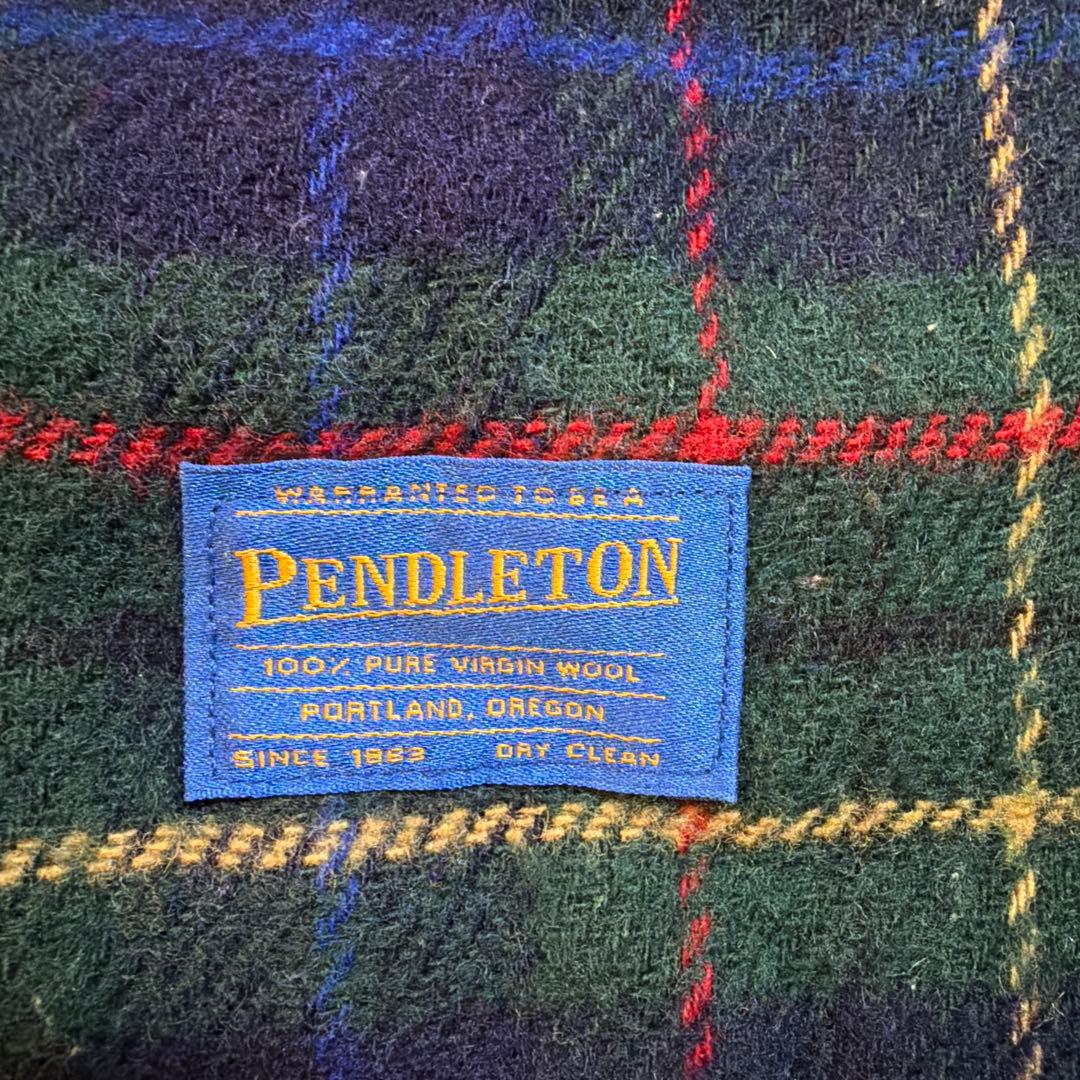 WARRANTED TO BE A
PENDLETON
100% PURE VIRGIN WOOL
PORTLAND, OREGON
SINCE 1863 DRY CLEAN